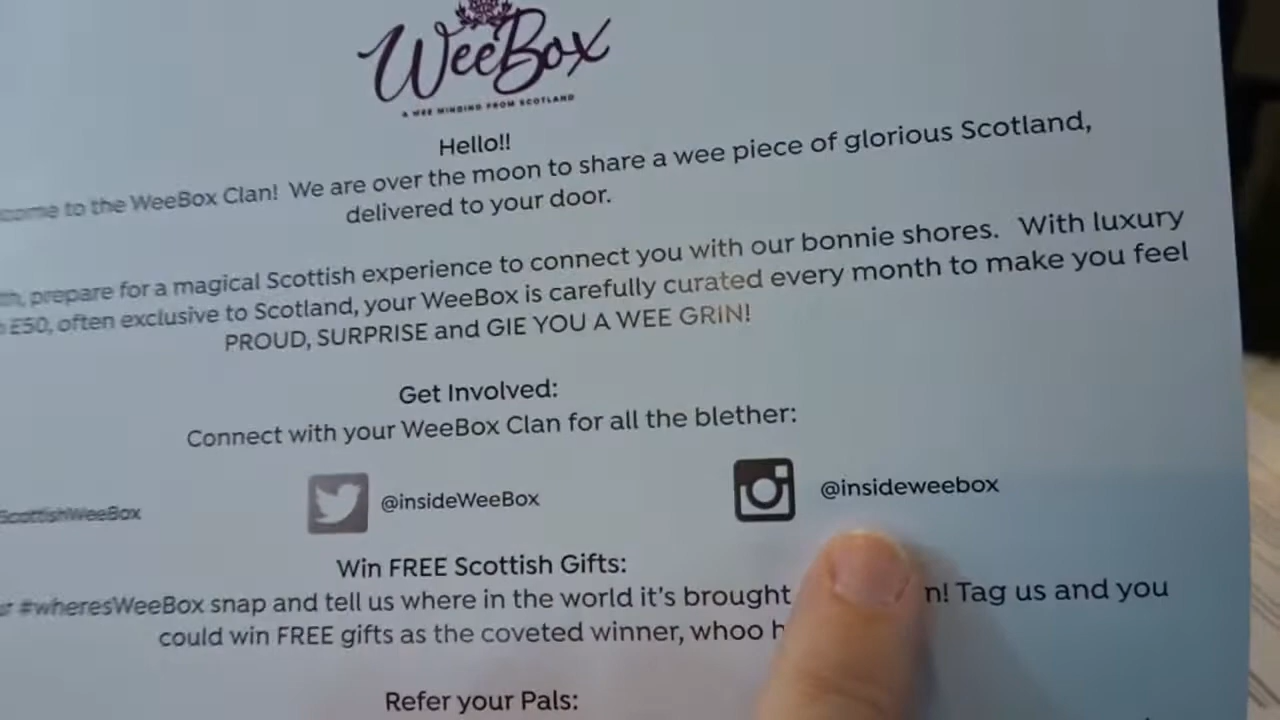 WeeBox
A WEE MINDING FROM SCOTLAND
Hello!!
to the WeeBox Clan! We are over the moon to share a wee piece of glorious Scotland,
delivered to your door.
prepare for a magical Scottish experience to connect you with our bonnie shores. With luxury
£50, often exclusive to Scotland, your WeeBox is carefully curated every month to make you feel
PROUD, SURPRISE and GIE YOU A WEE GRIN!
Get Involved:
Connect with your WeeBox Clan for all the blether:
ScottishWeeBox @insideWeeBox @insideweebox
Win FREE Scottish Gifts:
#wheresWeeBox snap and tell us where in the world it's brought n! Tag us and you
could win FREE gifts as the coveted winner, whoo
Refer your Pals: